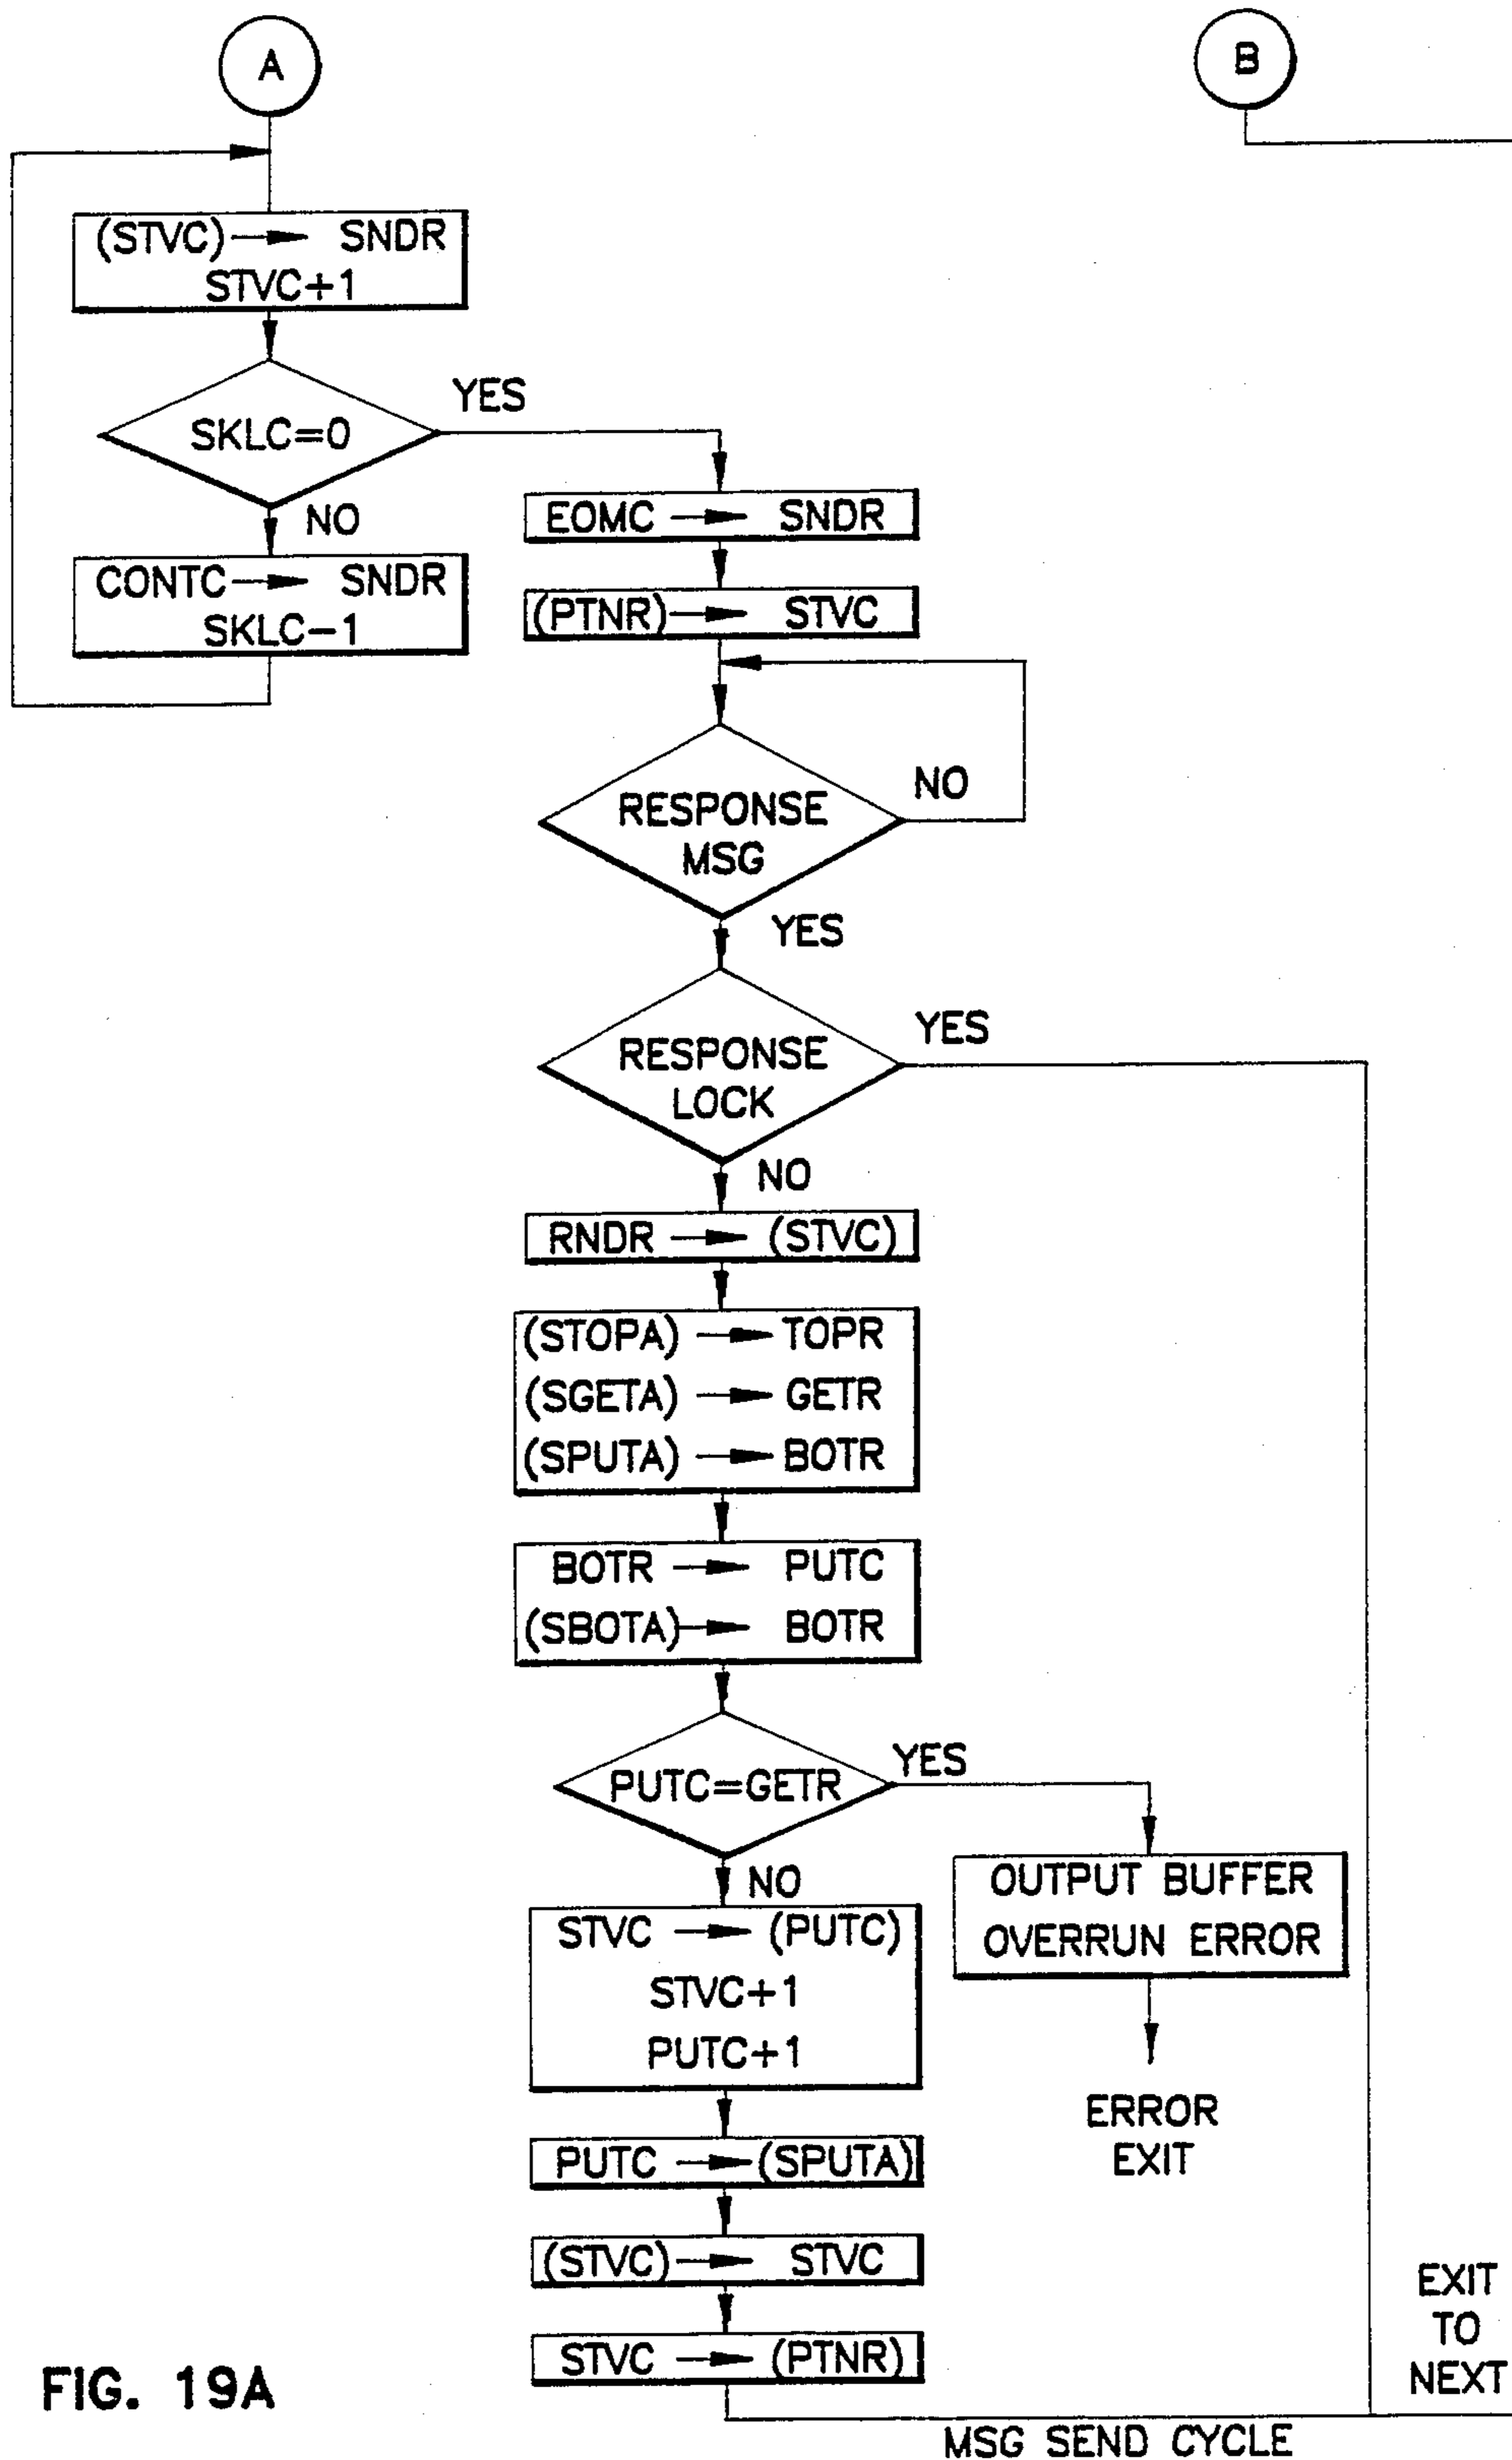 A
B
(STVC) → SNDR
STVC+1
SKLC=0
YES
NO
CONTC → SNDR
SKLC-1
EOMC → SNDR
(PTNR) → STVC
RESPONSE
MSG
NO
YES
RESPONSE
LOCK
YES
NO
RNDR → (STVC)
(STOPA) → TOPR
(SGETA) → GETR
(SPUTA) → BOTR
BOTR → PUTC
(SBOTA) → BOTR
PUTC=GETR
YES
NO
OUTPUT BUFFER
OVERRUN ERROR
ERROR
EXIT
STVC → (PUTC)
STVC+1
PUTC+1
PUTC → (SPUTA)
(STVC) → STVC
STVC → (PTNR)
EXIT
TO
NEXT
MSG SEND CYCLE
FIG. 19A